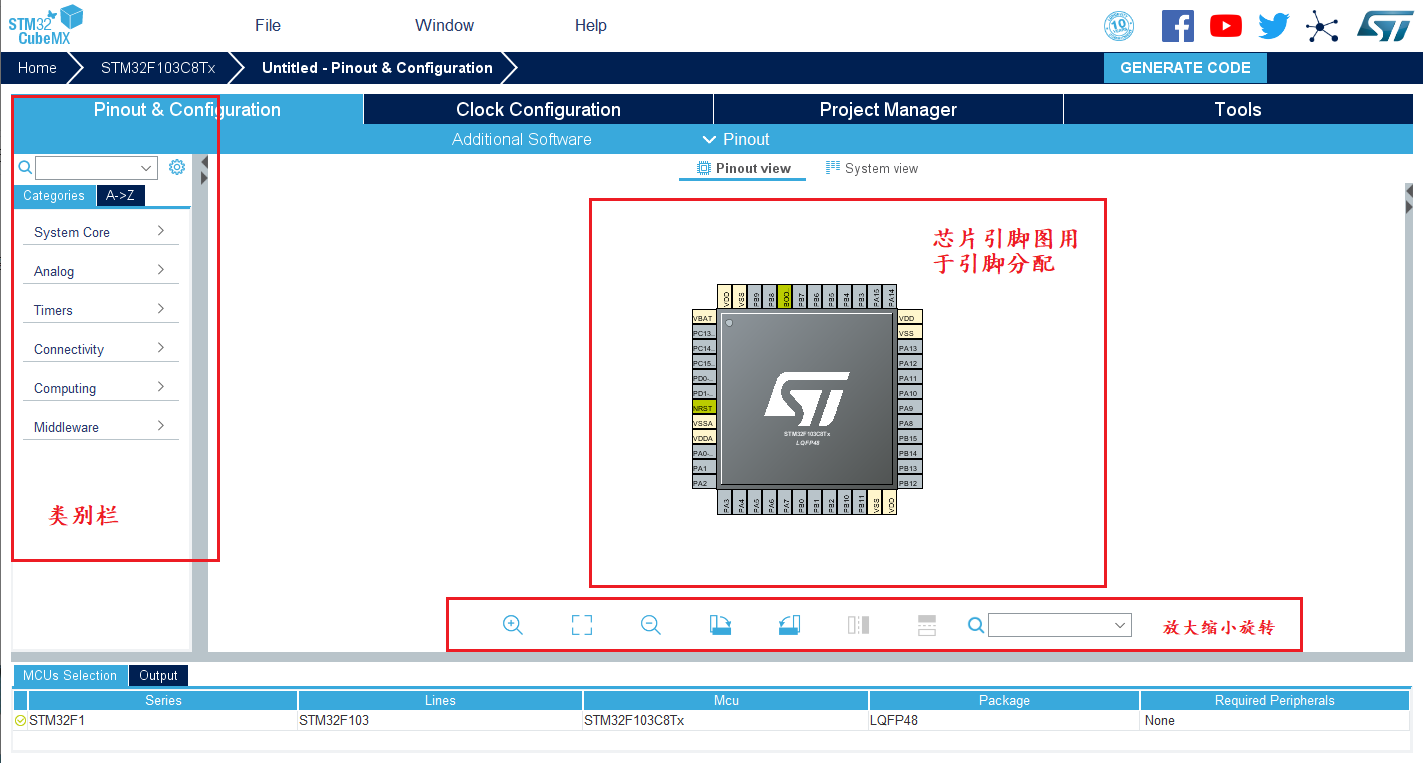 STM32
CubeMX
File
Window
Help
10
ST
Home
STM32F103C8Tx
Untitled - Pinout & Configuration
GENERATE CODE
Pinout & Configuration
Clock Configuration
Project Manager
Tools
Additional Software
Pinout
Pinout view
System view
Categories
A->Z
System Core
Analog
Timers
Connectivity
Computing
Middleware
类别栏
芯片引脚图用
于引脚分配
VDD
VSS
PB9
PB8
BOO
PB7
PB6
PB5
PB4
PB3
PA15
PA14
VBAT
PC13..
PC14..
PC15..
PD0-..
PD1-..
NRST
VSSA
VDDA
PA0-..
PA1
PA2
VDD
VSS
PA13
PA12
PA11
PA10
PA9
PA8
PB15
PB14
PB13
PB12
ST
STM32F103C8Tx
LQFP48
PA3
PA4
PA5
PA6
PA7
PB0
PB1
PB2
PB10
PB11
VSS
VDD
放大缩小旋转
MCUs Selection
Output
Series
Lines
Mcu
Package
Required Peripherals
STM32F1
STM32F103
STM32F103C8Tx
LQFP48
None